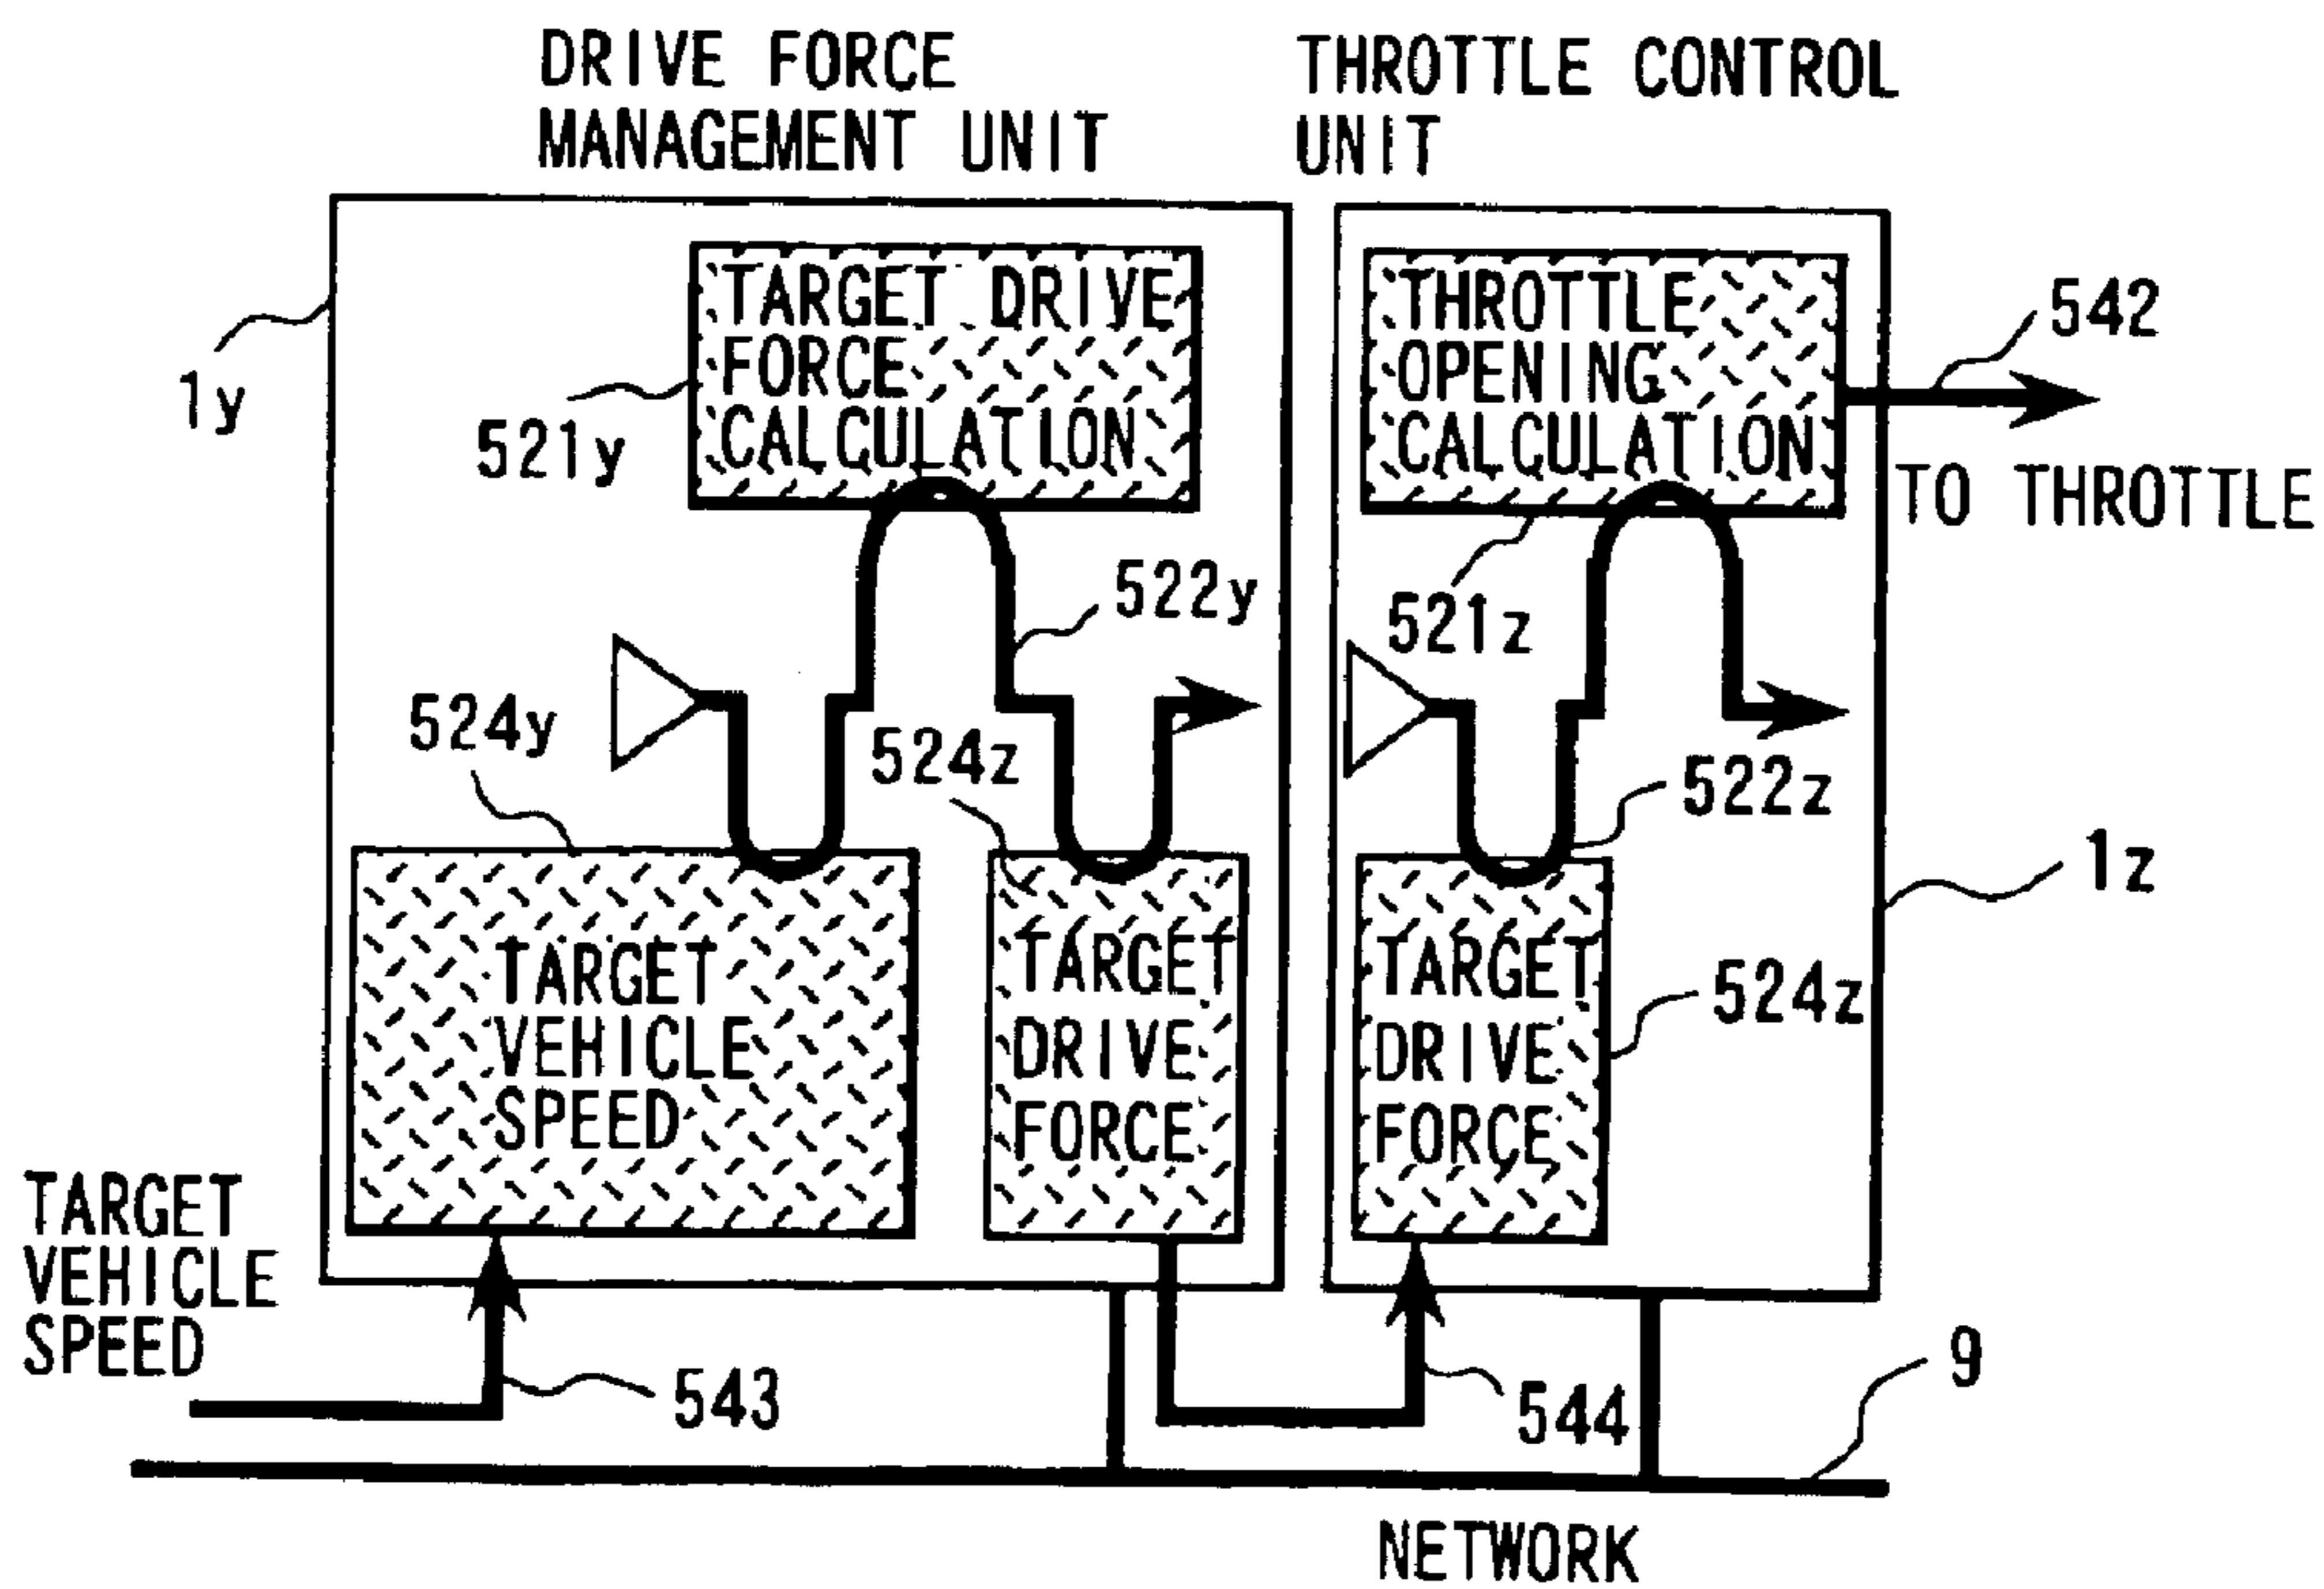 DRIVE FORCE
MANAGEMENT UNIT
THROTTLE CONTROL
UNIT
TARGET DRIVE
FORCE
CALCULATION
THROTTLE
OPENING
CALCULATION
542
1y
521y
TO THROTTLE
522y
521z
524y
524z
522z
1z
TARGET
VEHICLE
SPEED
TARGET
DRIVE
FORCE
TARGET
DRIVE
FORCE
524z
TARGET
VEHICLE
SPEED
543
544
9
NETWORK